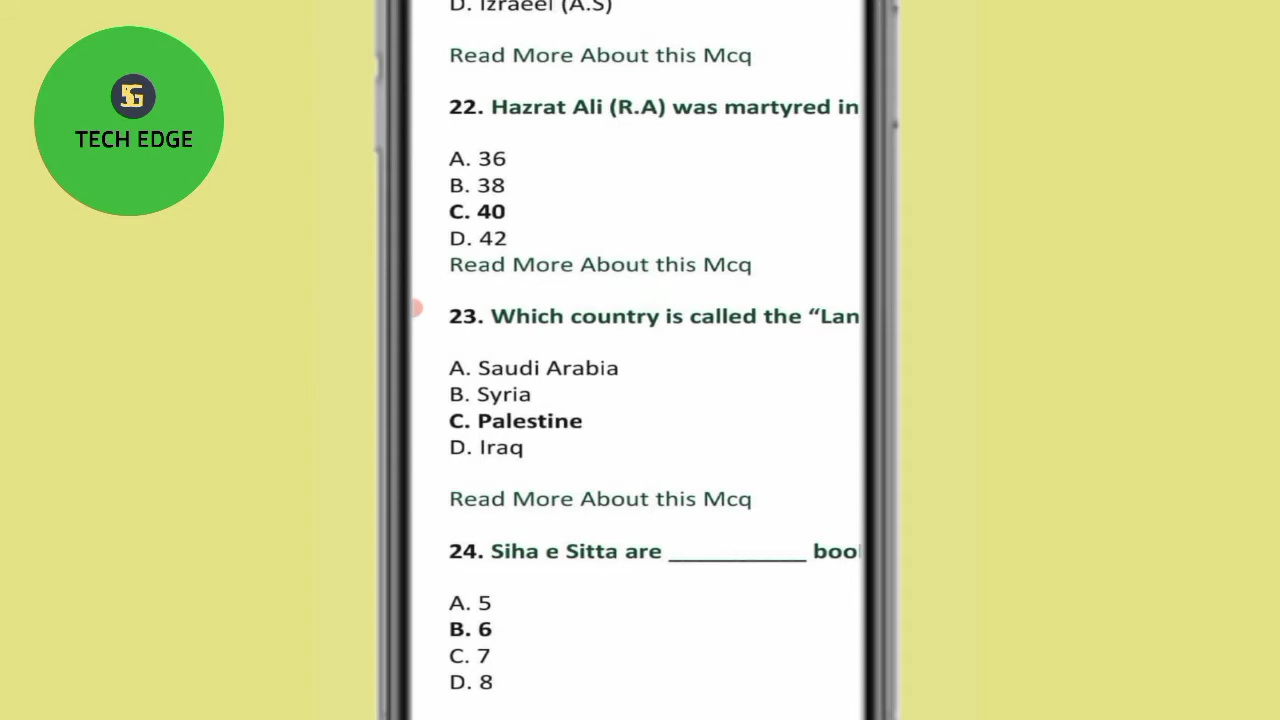 5G
TECH EDGE
D. Izraeel (A.S)
Read More About this Mcq
22. Hazrat Ali (R.A) was martyred in
A. 36
B. 38
C. 40
D. 42
Read More About this Mcq
23. Which country is called the “Lan
A. Saudi Arabia
B. Syria
C. Palestine
D. Iraq
Read More About this Mcq
24. Siha e Sitta are __________ boo
A. 5
B. 6
C. 7
D. 8